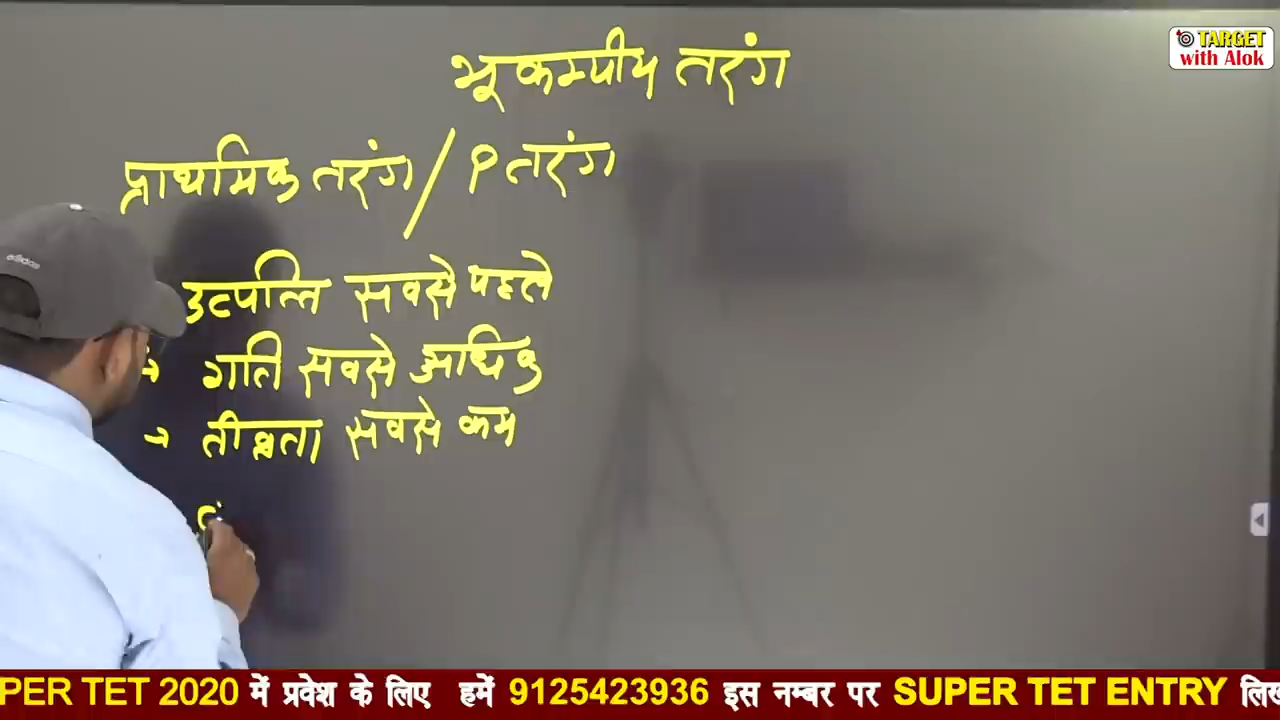 TARGET
with Alok
भूकम्पीय तरंग
प्राथमिक तरंग / P तरंग
उत्पत्ति सबसे पहले
→ गति सबसे अधिक
→ तीव्रता सबसे कम
PER TET 2020 में प्रवेश के लिए हमें 9125423936 इस नम्बर पर SUPER TET ENTRY लिख